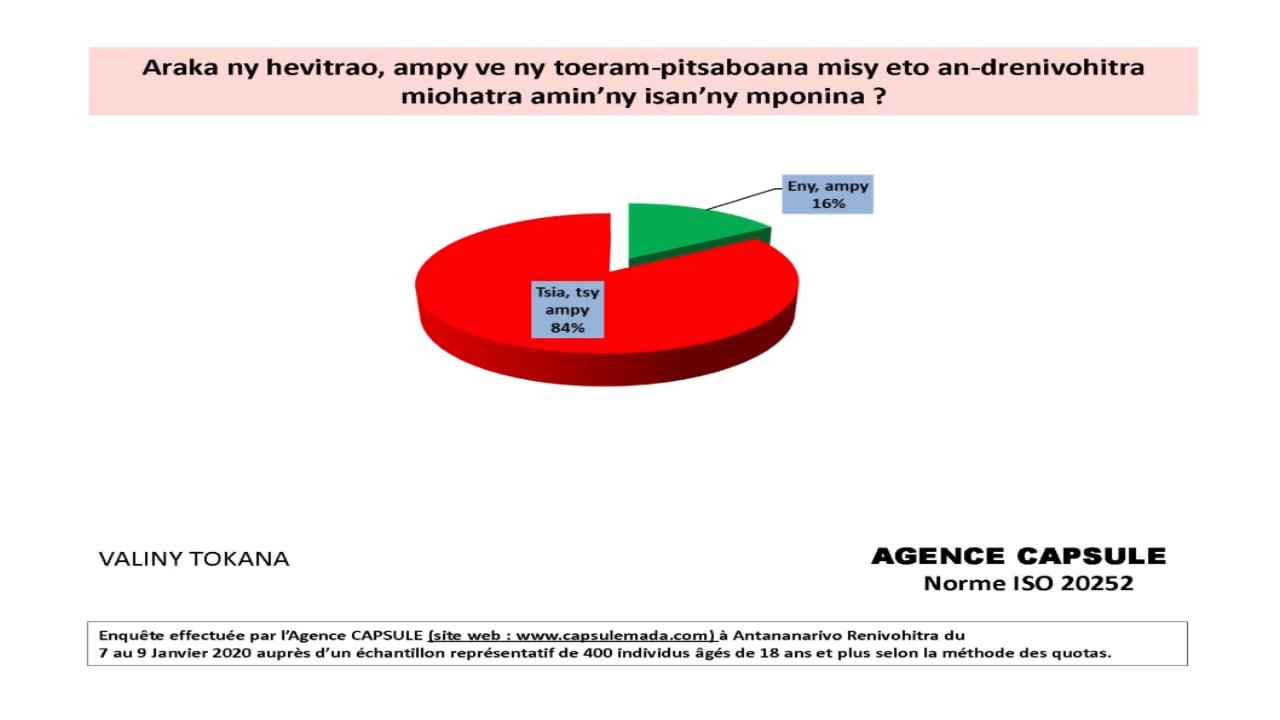 Araka ny hevitrao, ampy ve ny toeram-pitsaboana misy eto an-drenivohitra
miohatra amin’ny isan’ny mponina ?
Eny, ampy
16%
Tsia, tsy
ampy
84%
VALINY TOKANA
AGENCE CAPSULE
Norme ISO 20252
Enquête effectuée par l’Agence CAPSULE (site web : www.capsulemada.com) à Antananarivo Renivohitra du
7 au 9 Janvier 2020 auprès d’un échantillon représentatif de 400 individus âgés de 18 ans et plus selon la méthode des quotas.